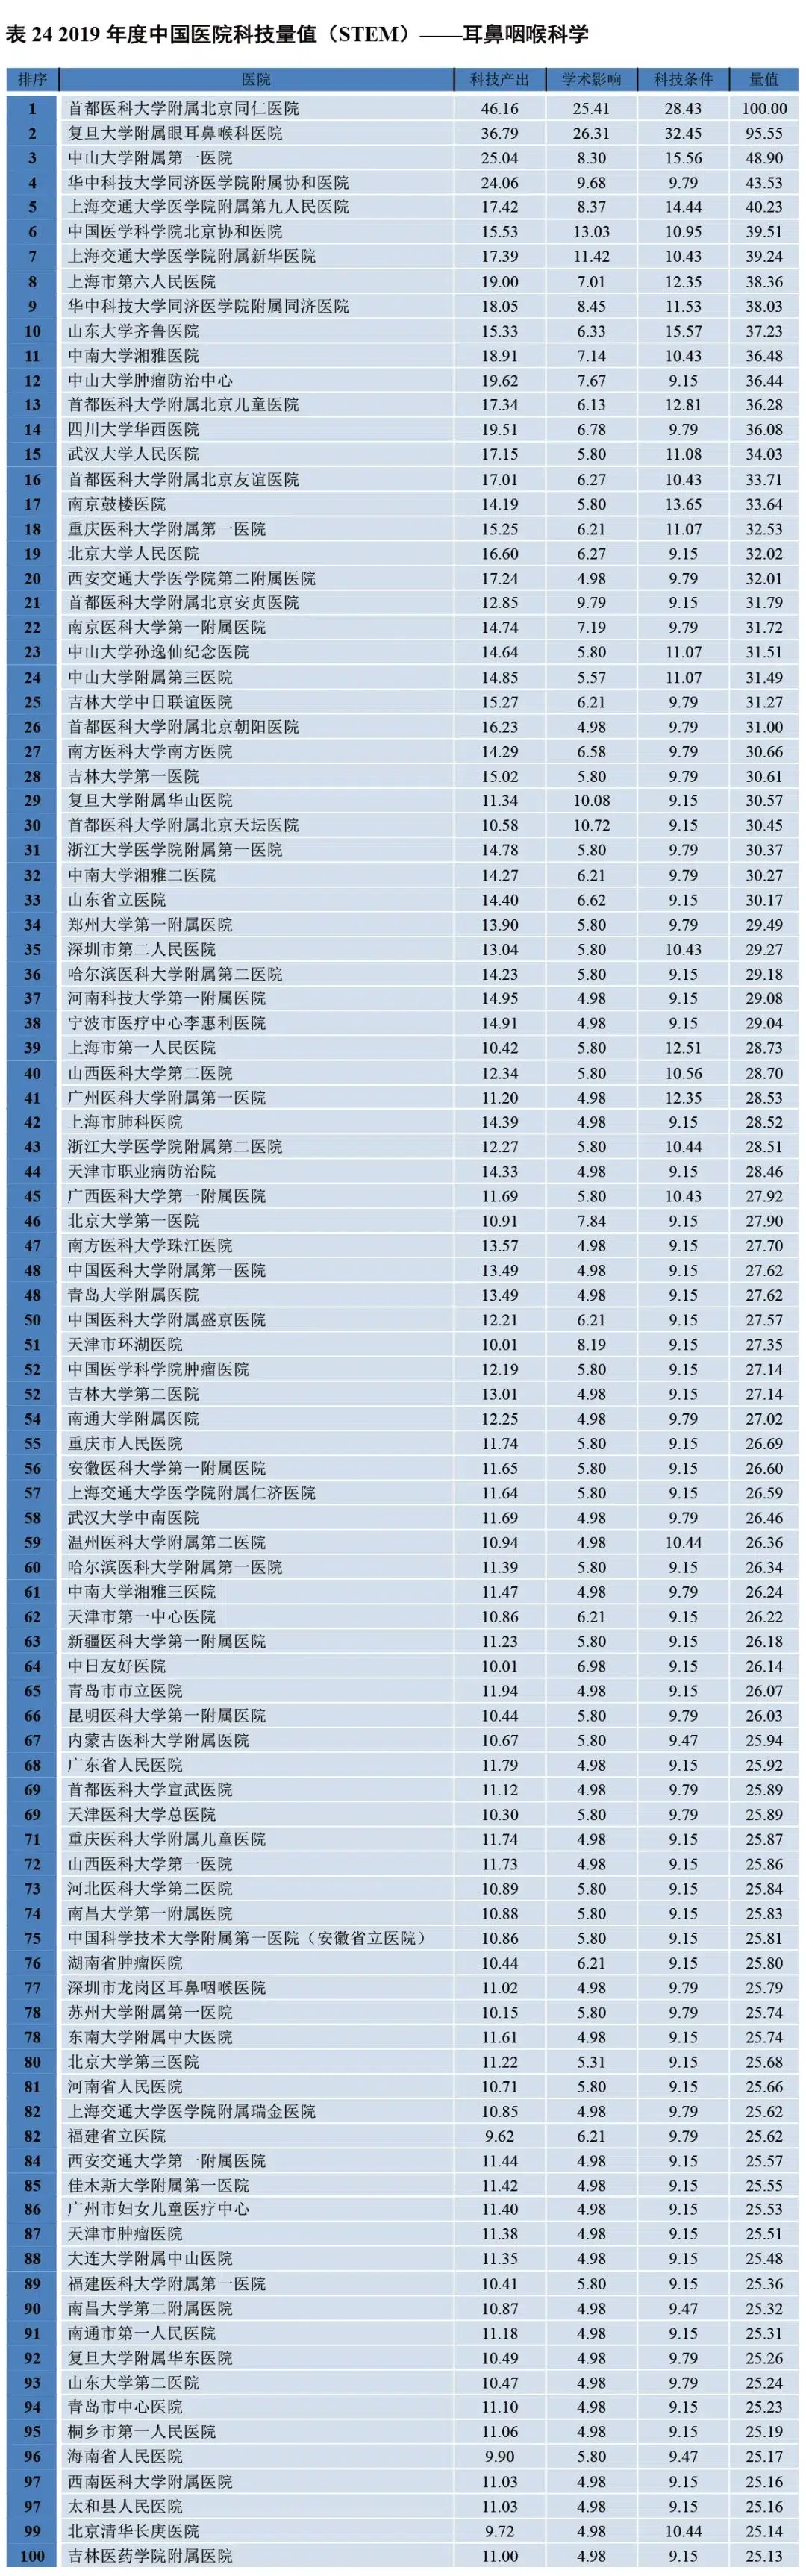 表 24 2019 年度中国医院科技量值（STEM）——耳鼻咽喉科学
排序 医院 科技产出 学术影响 科技条件 量值
1 首都医科大学附属北京同仁医院 46.16 25.41 28.43 100.00
2 复旦大学附属眼耳鼻喉科医院 36.79 26.31 32.45 95.55
3 中山大学附属第一医院 25.04 8.30 15.56 48.90
4 华中科技大学同济医学院附属协和医院 24.06 9.68 9.79 43.53
5 上海交通大学医学院附属第九人民医院 17.42 8.37 14.44 40.23
6 中国医学科学院北京协和医院 15.53 13.03 10.95 39.51
7 上海交通大学医学院附属新华医院 17.39 11.42 10.43 39.24
8 上海市第六人民医院 19.00 7.01 12.35 38.36
9 华中科技大学同济医学院附属同济医院 18.05 8.45 11.53 38.03
10 山东大学齐鲁医院 15.33 6.33 15.57 37.23
11 中南大学湘雅医院 18.91 7.14 10.43 36.48
12 中山大学肿瘤防治中心 19.62 7.67 9.15 36.44
13 首都医科大学附属北京儿童医院 17.34 6.13 12.81 36.28
14 四川大学华西医院 19.51 6.78 9.79 36.08
15 武汉大学人民医院 17.15 5.80 11.08 34.03
16 首都医科大学附属北京友谊医院 17.01 6.27 10.43 33.71
17 南京鼓楼医院 14.19 5.80 13.65 33.64
18 重庆医科大学附属第一医院 15.25 6.21 11.07 32.53
19 北京大学人民医院 16.60 6.27 9.15 32.02
20 西安交通大学医学院第二附属医院 17.24 4.98 9.79 32.01
21 首都医科大学附属北京安贞医院 12.85 9.79 9.15 31.79
22 南京医科大学第一附属医院 14.74 7.19 9.79 31.72
23 中山大学孙逸仙纪念医院 14.64 5.80 11.07 31.51
24 中山大学附属第三医院 14.85 5.57 11.07 31.49
25 吉林大学中日联谊医院 15.27 6.21 9.79 31.27
26 首都医科大学附属北京朝阳医院 16.23 4.98 9.79 31.00
27 南方医科大学南方医院 14.29 6.58 9.79 30.66
28 吉林大学第一医院 15.02 5.80 9.79 30.61
29 复旦大学附属华山医院 11.34 10.08 9.15 30.57
30 首都医科大学附属北京天坛医院 10.58 10.72 9.15 30.45
31 浙江大学医学院附属第一医院 14.78 5.80 9.79 30.37
32 中南大学湘雅二医院 14.27 6.21 9.79 30.27
33 山东省立医院 14.40 6.62 9.15 30.17
34 郑州大学第一附属医院 13.90 5.80 9.79 29.49
35 深圳市第二人民医院 13.04 5.80 10.43 29.27
36 哈尔滨医科大学附属第二医院 14.23 5.80 9.15 29.18
37 河南科技大学第一附属医院 14.95 4.98 9.15 29.08
38 宁波市医疗中心李惠利医院 14.91 4.98 9.15 29.04
39 上海市第一人民医院 10.42 5.80 12.51 28.73
40 山西医科大学第二医院 12.34 5.80 10.56 28.70
41 广州医科大学附属第一医院 11.20 4.98 12.35 28.53
42 上海市肺科医院 14.39 4.98 9.15 28.52
43 浙江大学医学院附属第二医院 12.27 5.80 10.44 28.51
44 天津市职业病防治院 14.33 4.98 9.15 28.46
45 广西医科大学第一附属医院 11.69 5.80 10.43 27.92
46 北京大学第一医院 10.91 7.84 9.15 27.90
47 南方医科大学珠江医院 13.57 4.98 9.15 27.70
48 中国医科大学附属第一医院 13.49 4.98 9.15 27.62
48 青岛大学附属医院 13.49 4.98 9.15 27.62
50 中国医科大学附属盛京医院 12.21 6.21 9.15 27.57
51 天津市环湖医院 10.01 8.19 9.15 27.35
52 中国医学科学院肿瘤医院 12.19 5.80 9.15 27.14
52 吉林大学第二医院 13.01 4.98 9.15 27.14
54 南通大学附属医院 12.25 4.98 9.79 27.02
55 重庆市人民医院 11.74 5.80 9.15 26.69
56 安徽医科大学第一附属医院 11.65 5.80 9.15 26.60
57 上海交通大学医学院附属仁济医院 11.64 5.80 9.15 26.59
58 武汉大学中南医院 11.69 4.98 9.79 26.46
59 温州医科大学附属第二医院 10.94 4.98 10.44 26.36
60 哈尔滨医科大学附属第一医院 11.39 5.80 9.15 26.34
61 中南大学湘雅三医院 11.47 4.98 9.79 26.24
62 天津市第一中心医院 10.86 6.21 9.15 26.22
63 新疆医科大学第一附属医院 11.23 5.80 9.15 26.18
64 中日友好医院 10.01 6.98 9.15 26.14
65 青岛市市立医院 11.94 4.98 9.15 26.07
66 昆明医科大学第一附属医院 10.44 5.80 9.79 26.03
67 内蒙古医科大学附属医院 10.67 5.80 9.47 25.94
68 广东省人民医院 11.79 4.98 9.15 25.92
69 首都医科大学宣武医院 11.12 4.98 9.79 25.89
69 天津医科大学总医院 10.30 5.80 9.79 25.89
71 重庆医科大学附属儿童医院 11.74 4.98 9.15 25.87
72 山西医科大学第一医院 11.73 4.98 9.15 25.86
73 河北医科大学第二医院 10.89 5.80 9.15 25.84
74 南昌大学第一附属医院 10.88 5.80 9.15 25.83
75 中国科学技术大学附属第一医院（安徽省立医院） 10.86 5.80 9.15 25.81
76 湖南省肿瘤医院 10.44 6.21 9.15 25.80
77 深圳市龙岗区耳鼻咽喉医院 11.02 4.98 9.79 25.79
78 苏州大学附属第一医院 10.15 5.80 9.79 25.74
78 东南大学附属中大医院 11.61 4.98 9.15 25.74
80 北京大学第三医院 11.22 5.31 9.15 25.68
81 河南省人民医院 10.71 5.80 9.15 25.66
82 上海交通大学医学院附属瑞金医院 10.85 4.98 9.79 25.62
82 福建省立医院 9.62 6.21 9.79 25.62
84 西安交通大学第一附属医院 11.44 4.98 9.15 25.57
85 佳木斯大学附属第一医院 11.42 4.98 9.15 25.55
86 广州市妇女儿童医疗中心 11.40 4.98 9.15 25.53
87 天津市肿瘤医院 11.38 4.98 9.15 25.51
88 大连大学附属中山医院 11.35 4.98 9.15 25.48
89 福建医科大学附属第一医院 10.41 5.80 9.15 25.36
90 南昌大学第二附属医院 10.87 4.98 9.47 25.32
91 南通市第一人民医院 11.18 4.98 9.15 25.31
92 复旦大学附属华东医院 10.49 4.98 9.79 25.26
93 山东大学第二医院 10.47 4.98 9.79 25.24
94 青岛市中心医院 11.10 4.98 9.15 25.23
95 桐乡市第一人民医院 11.06 4.98 9.15 25.19
96 海南省人民医院 9.90 5.80 9.47 25.17
97 西南医科大学附属医院 11.03 4.98 9.15 25.16
97 太和县人民医院 11.03 4.98 9.15 25.16
99 北京清华长庚医院 9.72 4.98 10.44 25.14
100 吉林医药学院附属医院 11.00 4.98 9.15 25.13